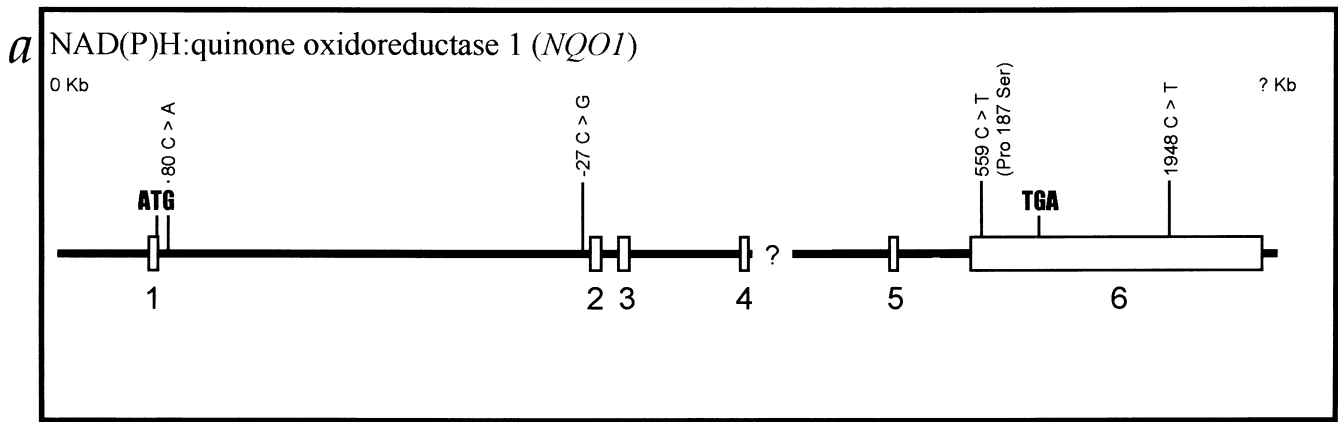 a
NAD(P)H:quinone oxidoreductase 1 (NQO1)
0 Kb
? Kb
ATG
·80 C > A
-27 C > G
559 C > T
(Pro 187 Ser)
TGA
1948 C > T
?
1
2
3
4
5
6